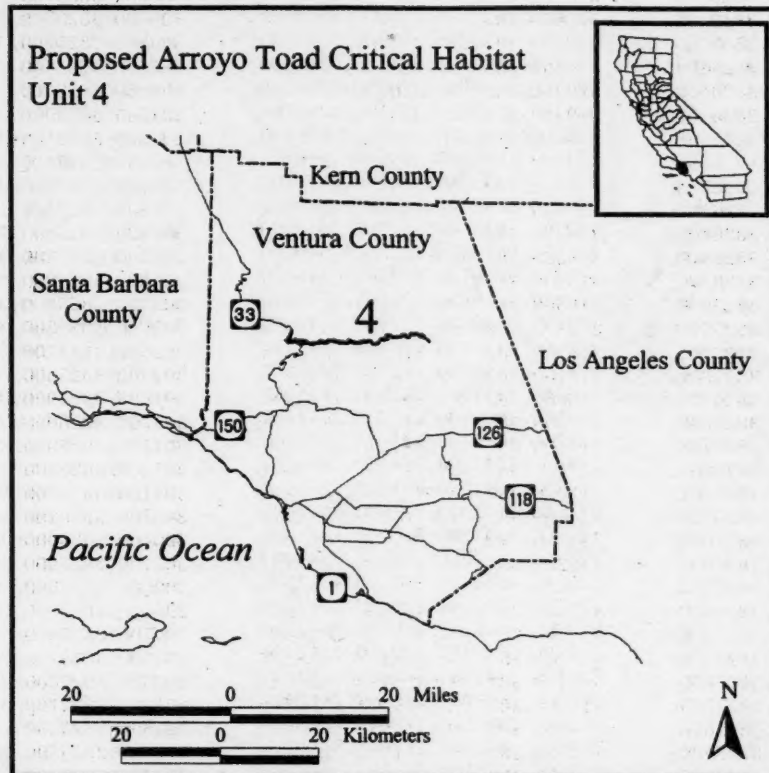 Proposed Arroyo Toad Critical Habitat
Unit 4
Kern County
Ventura County
Santa Barbara
County
33
4
Los Angeles County
150
126
118
Pacific Ocean
1
20 0 20 Miles
20 0 20 Kilometers
N